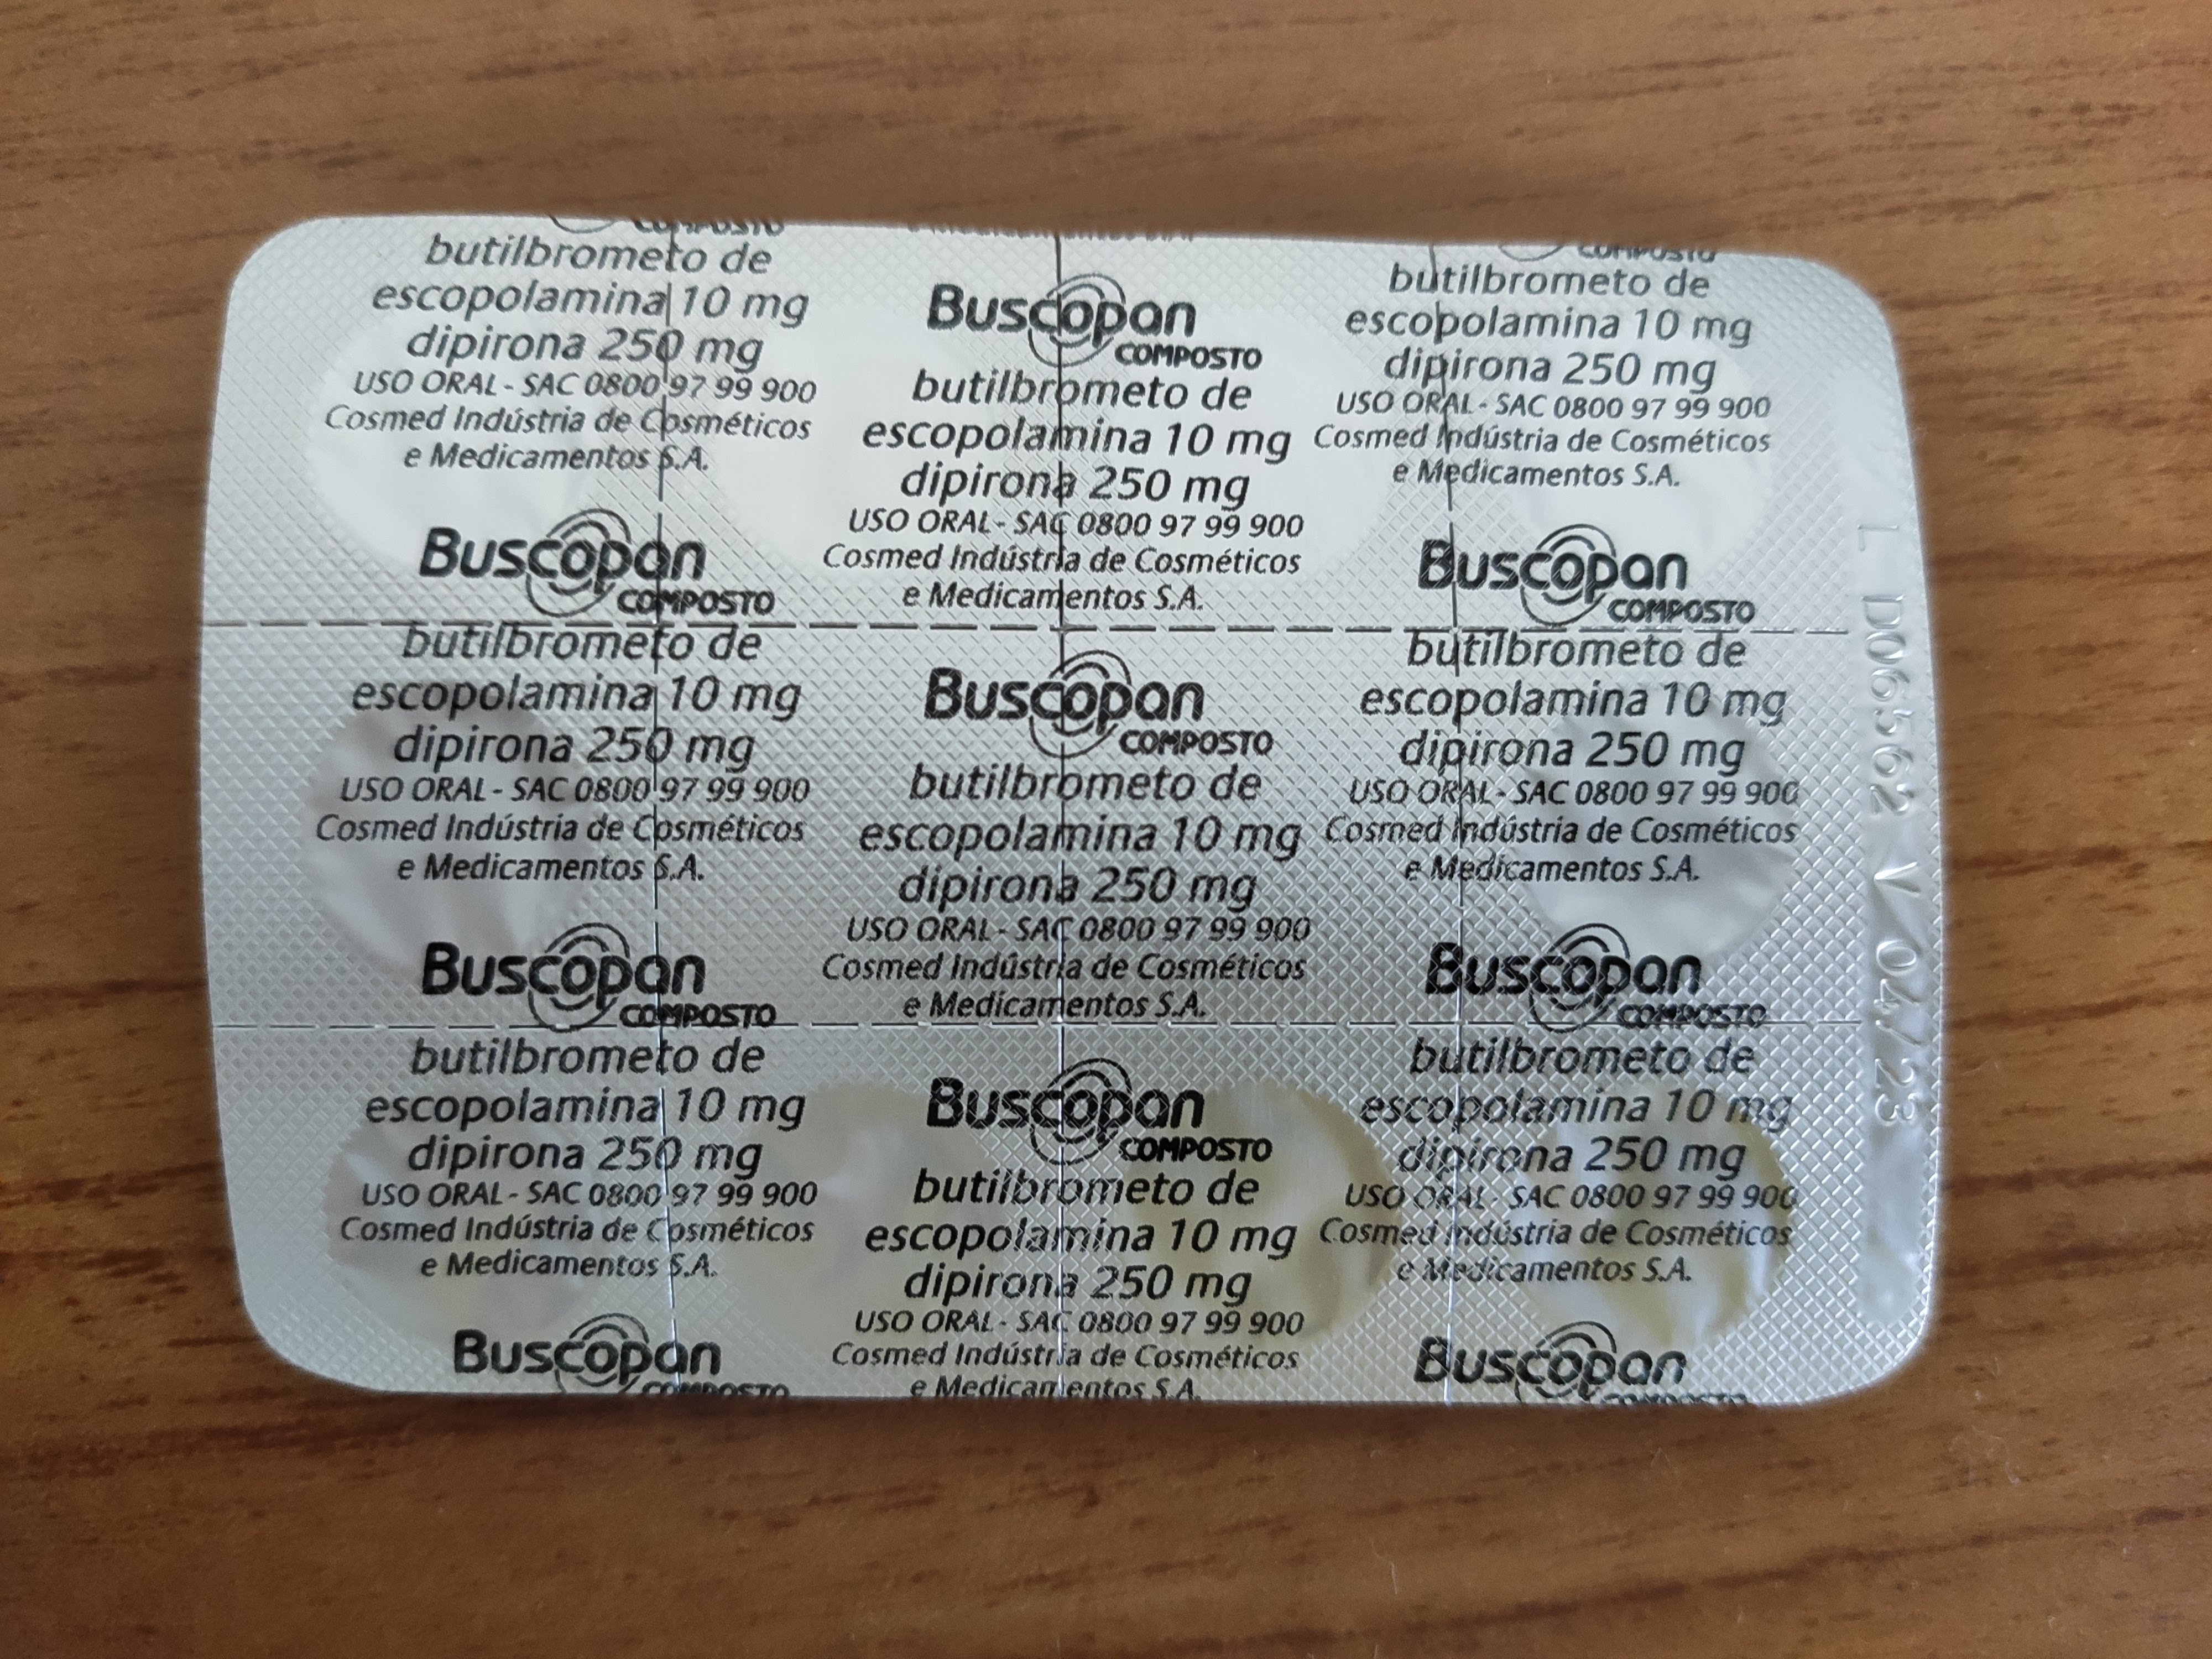 COMPOSTO
butilbrometo de
escopolamina 10 mg
dipirona 250 mg
USO ORAL - SAC 0800 97 99 900
Cosmed Indústria de Cosméticos
e Medicamentos S.A.
Buscopan
COMPOSTO
butilbrometo de
escopolamina 10 mg
dipirona 250 mg
USO ORAL - SAC 0800 97 99 900
Cosmed Indústria de Cosméticos
e Medicamentos S.A.
Buscopan
COMPOSTO
butilbrometo de
escopolamina 10 mg
dipirona 250 mg
USO ORAL - SAC 0800 97 99 900
Cosmed Indústria de Cosméticos
e Medicamentos S.A.
Buscopan
COMPOSTO
e Medicamentos S.A.
Buscopan
COMPOSTO
butilbrometo de
escopolamina 10 mg
dipirona 250 mg
USO ORAL - SAC 0800 97 99 900
Cosmed Indústria de Cosméticos
e Medicamentos S.A.
Buscopan
COMPOSTO
butilbrometo de
escopolamina 10 mg
dipirona 250 mg
USO ORAL - SAC 0800 97 99 900
Cosmed Indústria de Cosméticos
e Medicamentos S.A.
Buscopan
COMPOSTO
butilbrometo de
escopolamina 10 mg
dipirona 250 mg
USO ORAL - SAC 0800 97 99 900
Cosmed Indústria de Cosméticos
e Medicamentos S.A.
COMPOSTO
butilbrometo de
escopolamina 10 mg
dipirona 250 mg
USO ORAL - SAC 0800 97 99 900
Cosmed Indústria de Cosméticos
e Medicamentos S.A.
Buscopan
COMPOSTO
butilbrometo de
escopolamina 10 mg
dipirona 250 mg
USO ORAL - SAC 0800 97 99 900
Cosmed Indústria de Cosméticos
e Medicamentos S.A.
Buscopan
COMPOSTO
butilbrometo de
escopolamina 10 mg
dipirona 250 mg
USO ORAL - SAC 0800 97 99 900
Cosmed Indústria de Cosméticos
e Medicamentos S.A.
Buscopan
COMPOSTO
L D06562 V 04/23